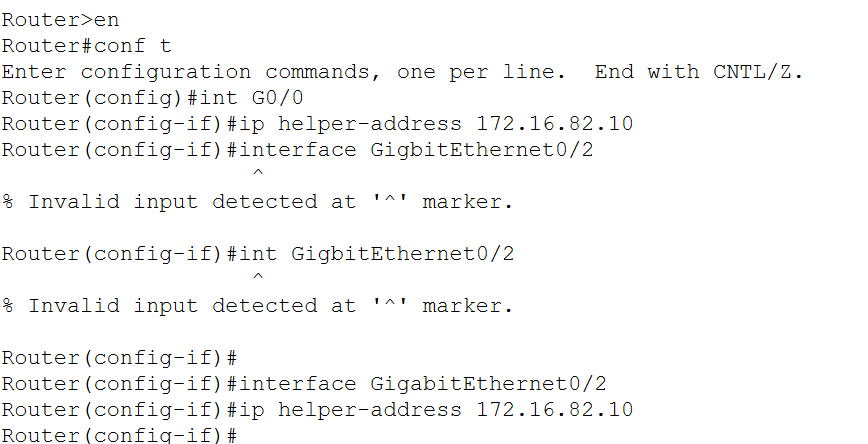 Router>en
Router#conf t
Enter configuration commands, one per line.  End with CNTL/Z.
Router(config)#int G0/0
Router(config-if)#ip helper-address 172.16.82.10
Router(config-if)#interface GigbitEthernet0/2
^
% Invalid input detected at '^' marker.
Router(config-if)#int GigbitEthernet0/2
^
% Invalid input detected at '^' marker.
Router(config-if)#
Router(config-if)#interface GigabitEthernet0/2
Router(config-if)#ip helper-address 172.16.82.10
Router(config-if)#